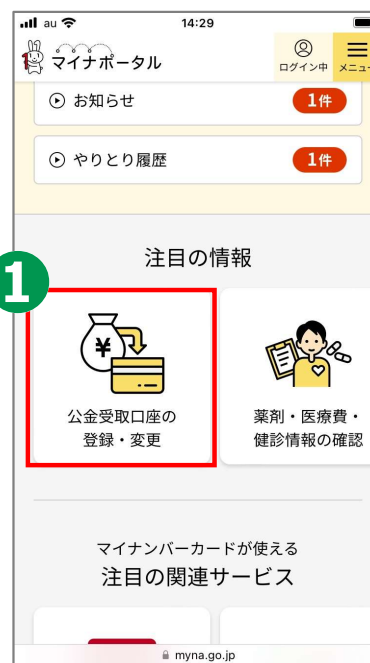 au 14:29
マイナポータル
ログイン中
お知らせ 1件
やりとり履歴 1件
注目の情報
1
¥
公金受取口座の
登録・変更
薬剤・医療費・
健診情報の確認
マイナンバーカードが使える
注目の関連サービス
myna.go.jp